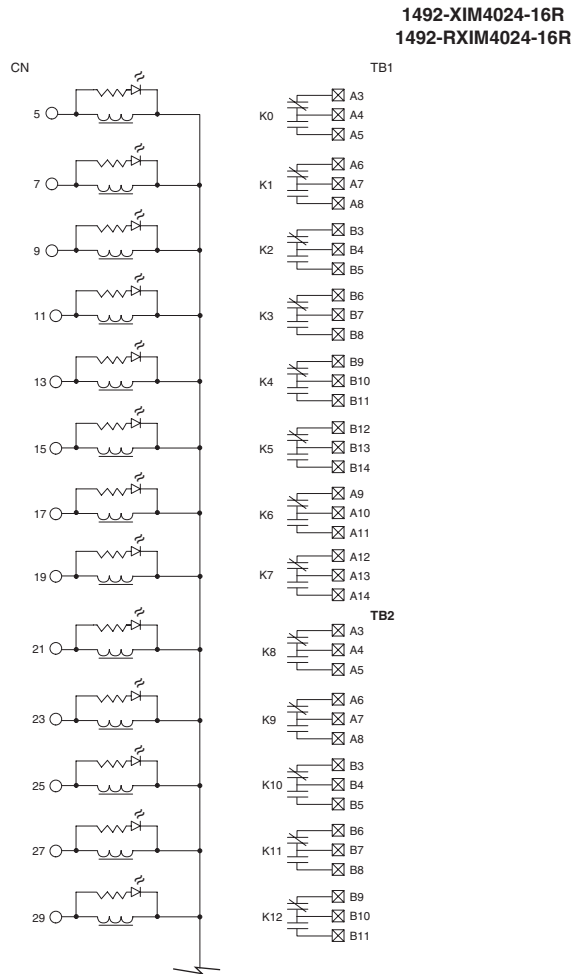 1492-XIM4024-16R
1492-RXIM4024-16R
CN
TB1
5
K0
A3
A4
A5
7
K1
A6
A7
A8
9
K2
B3
B4
B5
11
K3
B6
B7
B8
13
K4
B9
B10
B11
15
K5
B12
B13
B14
17
K6
A9
A10
A11
19
K7
A12
A13
A14
TB2
21
K8
A3
A4
A5
23
K9
A6
A7
A8
25
K10
B3
B4
B5
27
K11
B6
B7
B8
29
K12
B9
B10
B11